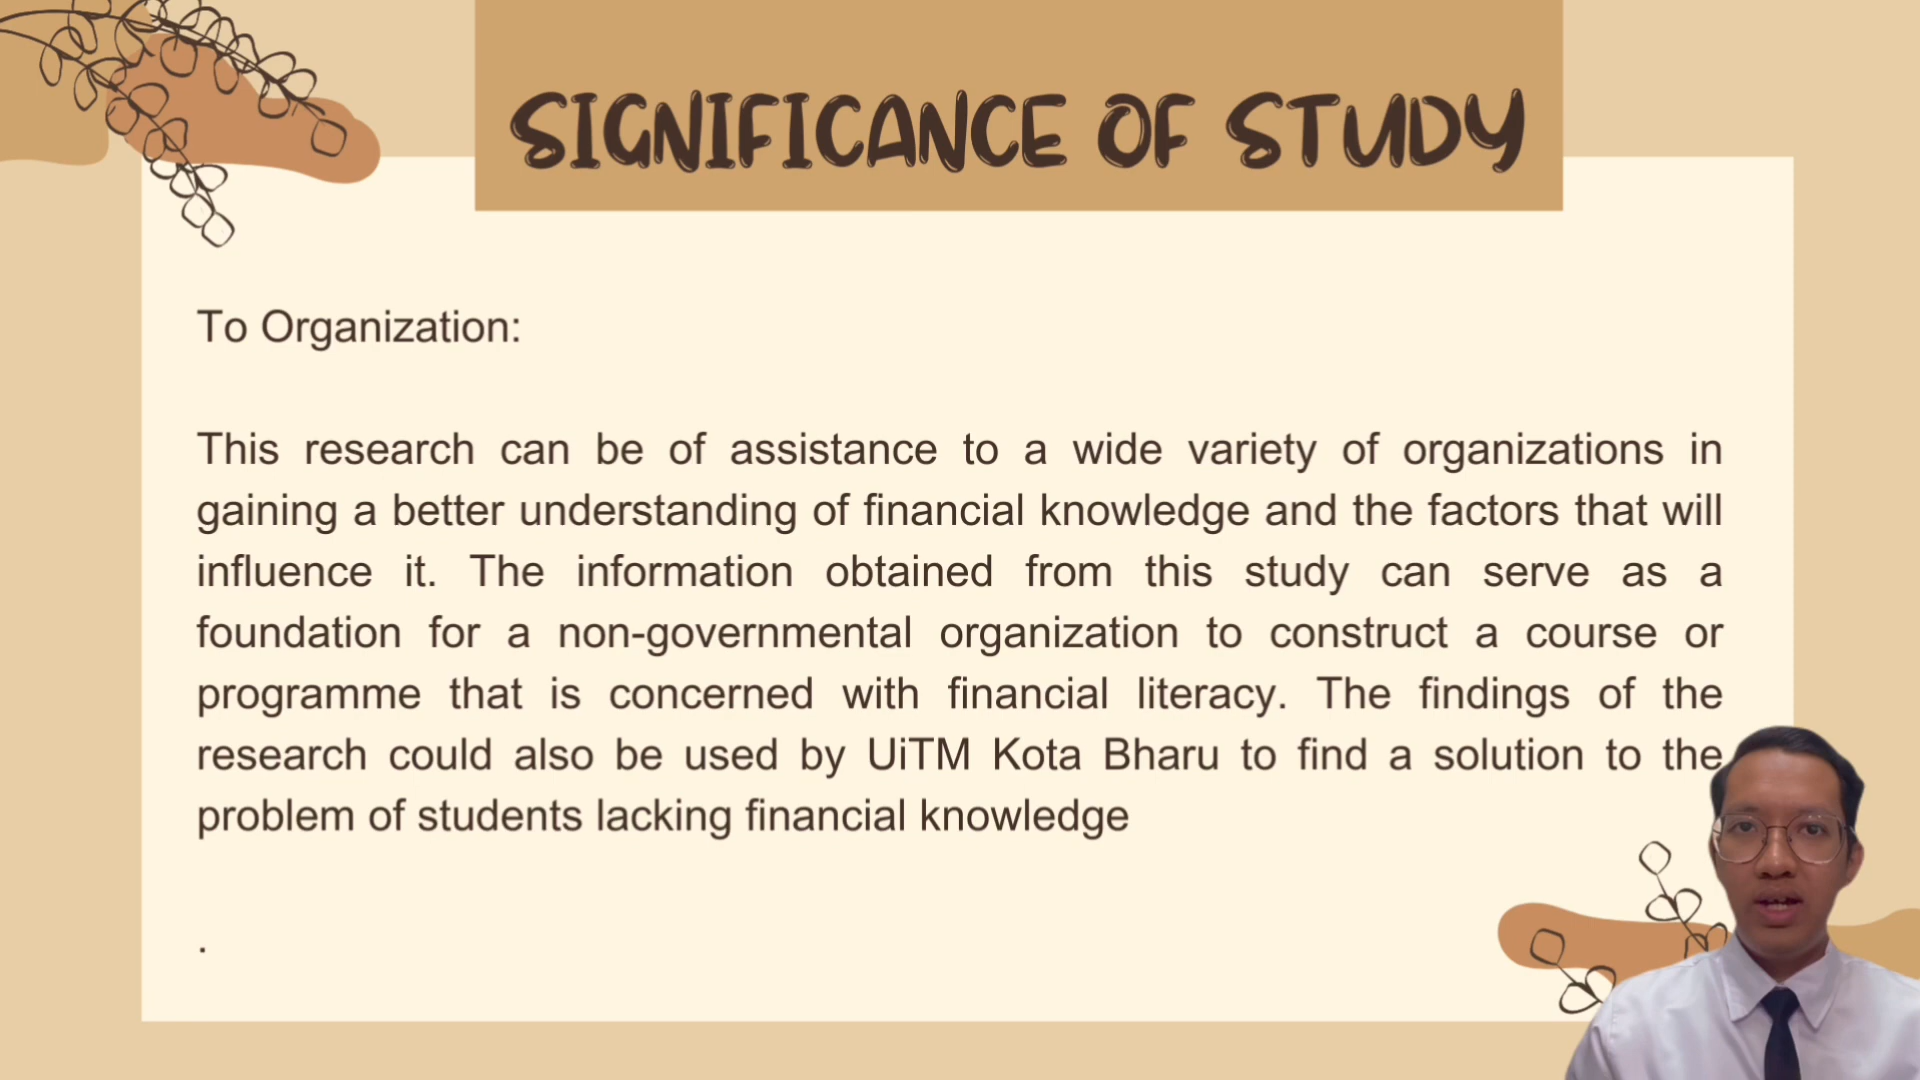 SIGNIFICANCE OF STUDY
To Organization:
This research can be of assistance to a wide variety of organizations in
gaining a better understanding of financial knowledge and the factors that will
influence it. The information obtained from this study can serve as a
foundation for a non-governmental organization to construct a course or
programme that is concerned with financial literacy. The findings of the
research could also be used by UiTM Kota Bharu to find a solution to the
problem of students lacking financial knowledge
.